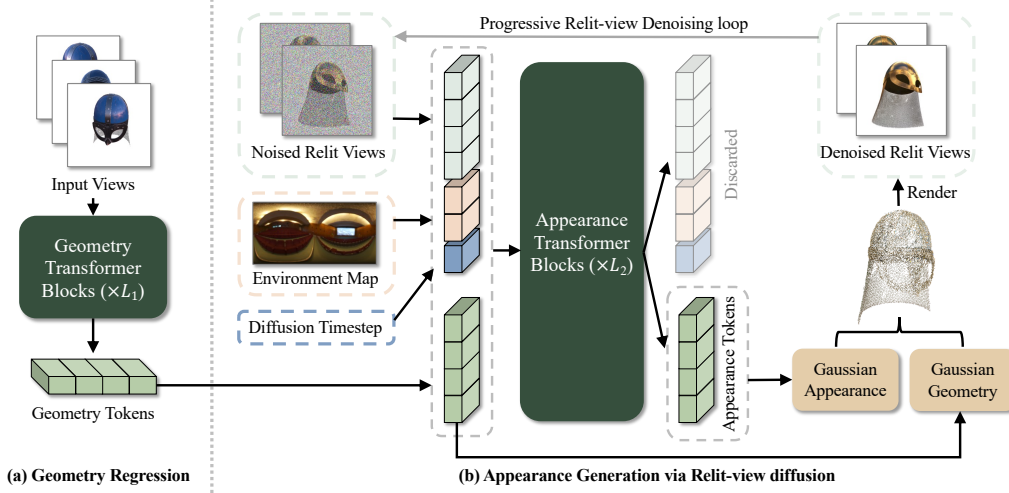 Progressive Relit-view Denoising loop
Input Views
Geometry
Transformer
Blocks (×L₁)
Geometry Tokens
(a) Geometry Regression
Noised Relit Views
Environment Map
Diffusion Timestep
Appearance
Transformer
Blocks (×L₂)
Discarded
Appearance Tokens
Denoised Relit Views
Render
Gaussian
Appearance
Gaussian
Geometry
(b) Appearance Generation via Relit-view diffusion